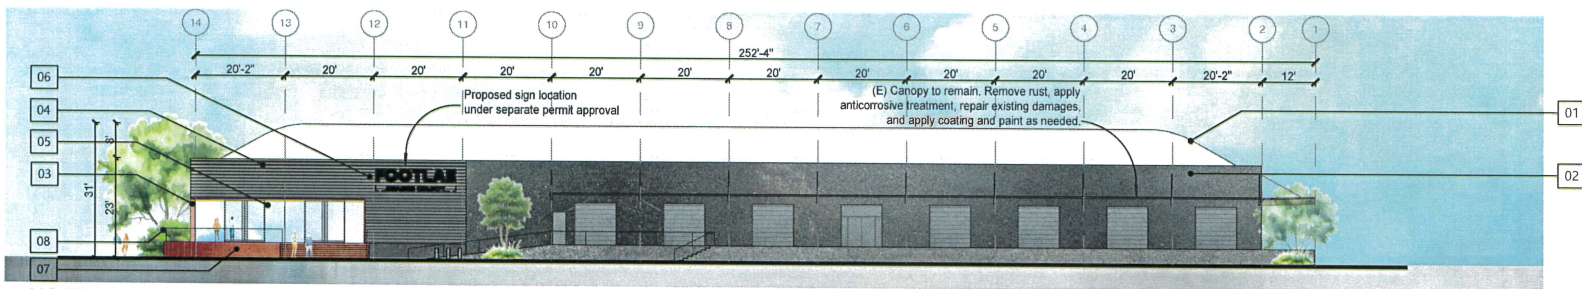 14 13 12 11 10 9 8 7 6 5 4 3 2 1
252'-4"
20'-2" 20' 20' 20' 20' 20' 20' 20' 20' 20' 20' 20'-2" 12'
06
04
05
03
08
07
01
02
Proposed sign location
under separate permit approval
(E) Canopy to remain. Remove rust, apply
anticorrosive treatment, repair existing damages,
and apply coating and paint as needed.
8'
31'
23'
FOOTLAB